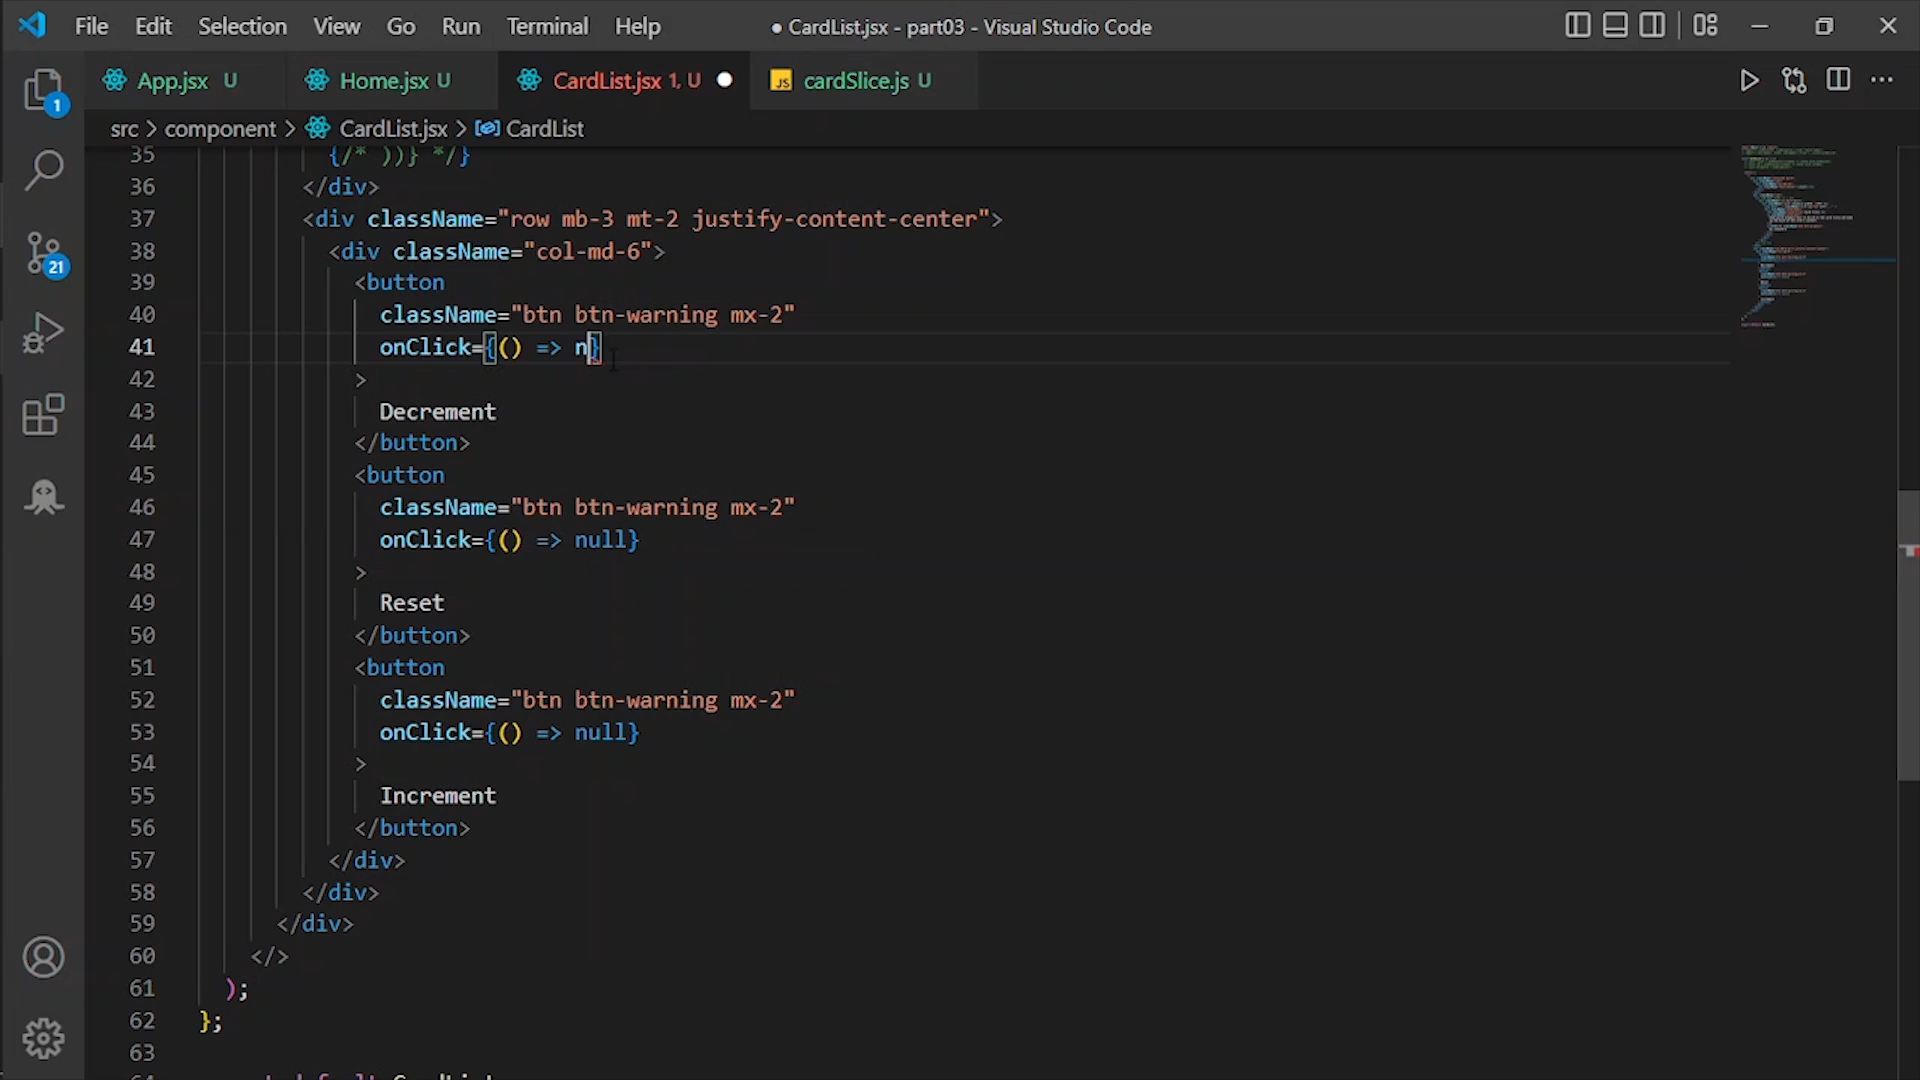 File Edit Selection View Go Run Terminal Help
● CardList.jsx - part03 - Visual Studio Code
App.jsx U
Home.jsx U
CardList.jsx 1, U
JS cardSlice.js U
1
21
src > component > CardList.jsx > CardList
35 {/* ))} */}
36 </div>
37 <div className="row mb-3 mt-2 justify-content-center">
38 <div className="col-md-6">
39 <button
40 className="btn btn-warning mx-2"
41 onClick={() => n}
42 >
43 Decrement
44 </button>
45 <button
46 className="btn btn-warning mx-2"
47 onClick={() => null}
48 >
49 Reset
50 </button>
51 <button
52 className="btn btn-warning mx-2"
53 onClick={() => null}
54 >
55 Increment
56 </button>
57 </div>
58 </div>
59 </div>
60 </>
61 );
62 };
63